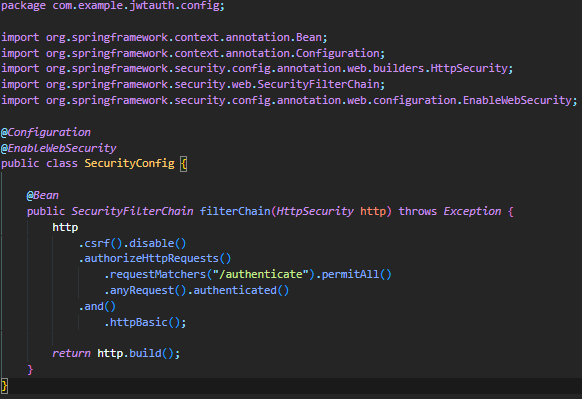 package com.example.jwtauth.config;
import org.springframework.context.annotation.Bean;
import org.springframework.context.annotation.Configuration;
import org.springframework.security.config.annotation.web.builders.HttpSecurity;
import org.springframework.security.web.SecurityFilterChain;
import org.springframework.security.config.annotation.web.configuration.EnableWebSecurity;
@Configuration
@EnableWebSecurity
public class SecurityConfig {
@Bean
public SecurityFilterChain filterChain(HttpSecurity http) throws Exception {
http
.csrf().disable()
.authorizeHttpRequests()
.requestMatchers("/authenticate").permitAll()
.anyRequest().authenticated()
.and()
.httpBasic();
return http.build();
}
}